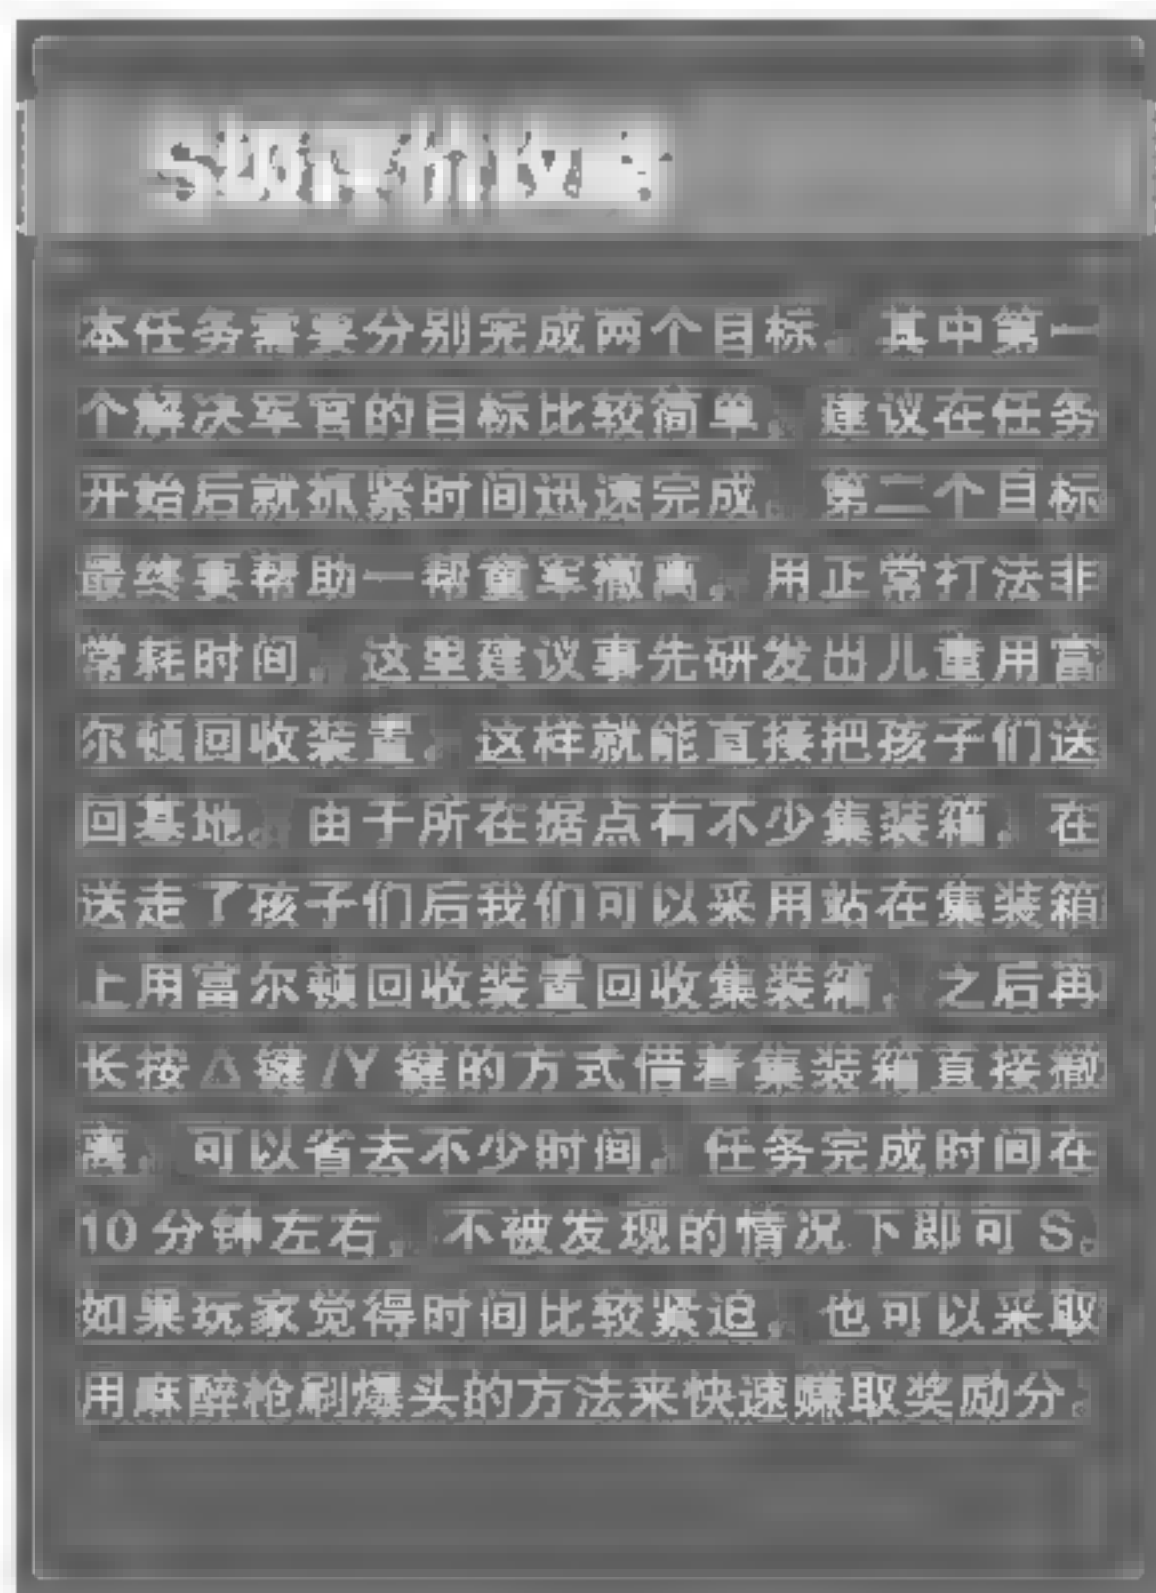 本任务需要分别完成两个目标。其中第一
个解决军官的目标比较简单，建议在任务
开始后就抓紧时间迅速完成。第二个目标
最终要帮助一帮童军撤离，用正常打法非
常耗时间，这里建议事先研发出儿童用富
尔顿回收装置，这样就能直接把孩子们送
回基地。由于所在据点有不少集装箱，在
送走了孩子们后我们可以采用站在集装箱
上用富尔顿回收装置回收集装箱，之后再
长按△键/Y 键的方式借着集装箱直接撤
离，可以省去不少时间。任务完成时间在
10 分钟左右，不被发现的情况下即可 S。
如果玩家觉得时间比较紧迫，也可以采取
用麻醉枪刷爆头的方法来快速赚取奖励分。